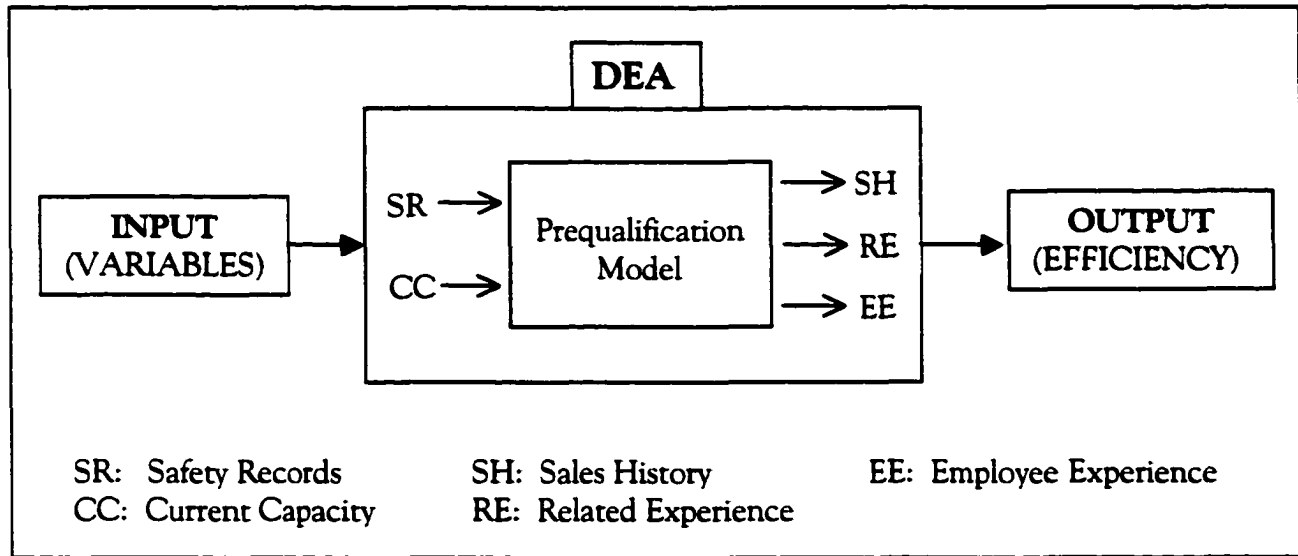 DEA
INPUT
(VARIABLES)
SR
CC
Prequalification
Model
SH
RE
EE
OUTPUT
(EFFICIENCY)
SR: Safety Records
SH: Sales History
EE: Employee Experience
CC: Current Capacity
RE: Related Experience